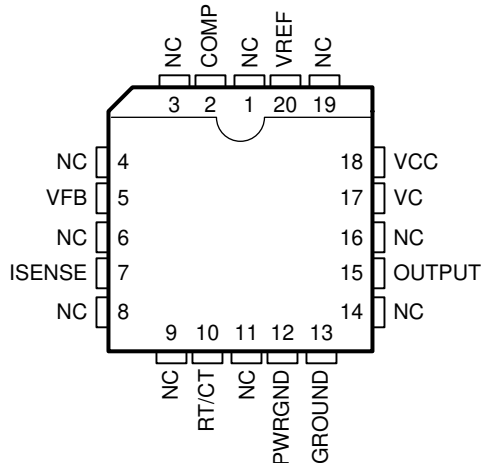 NC COMP NC VREF NC
3 2 1 20 19
NC 4 18 VCC
VFB 5 17 VC
NC 6 16 NC
ISENSE 7 15 OUTPUT
NC 8 14 NC
9 10 11 12 13
NC RT/CT NC PWRGND GROUND